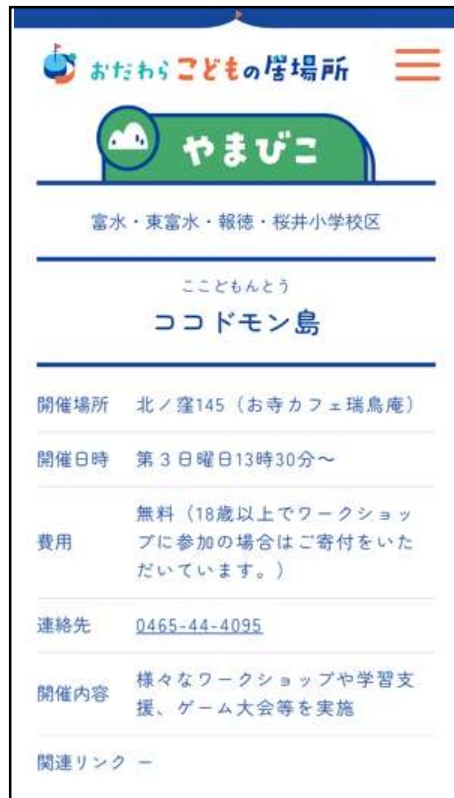 おだわらこどもの居場所
やまびこ
富水・東富水・報徳・桜井小学校区
ここどもんとう
ココドモン島
開催場所 北ノ窪145（お寺カフェ瑞鳥庵）
開催日時 第３日曜日13時30分～
無料（18歳以上でワークショッ
費用 プに参加の場合はご寄付をいた
だいています。）
連絡先 0465-44-4095
様々なワークショップや学習支
開催内容
援、ゲーム大会等を実施
関連リンク －